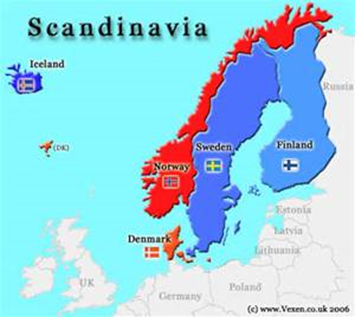 Scandinavia
Iceland
Russia
(DK)
Sweden
Finland
Norway
Estonia
Denmark
Latvia
Lithuania
UK
Germany
Poland
(c) www.Vexen.co.uk 2006